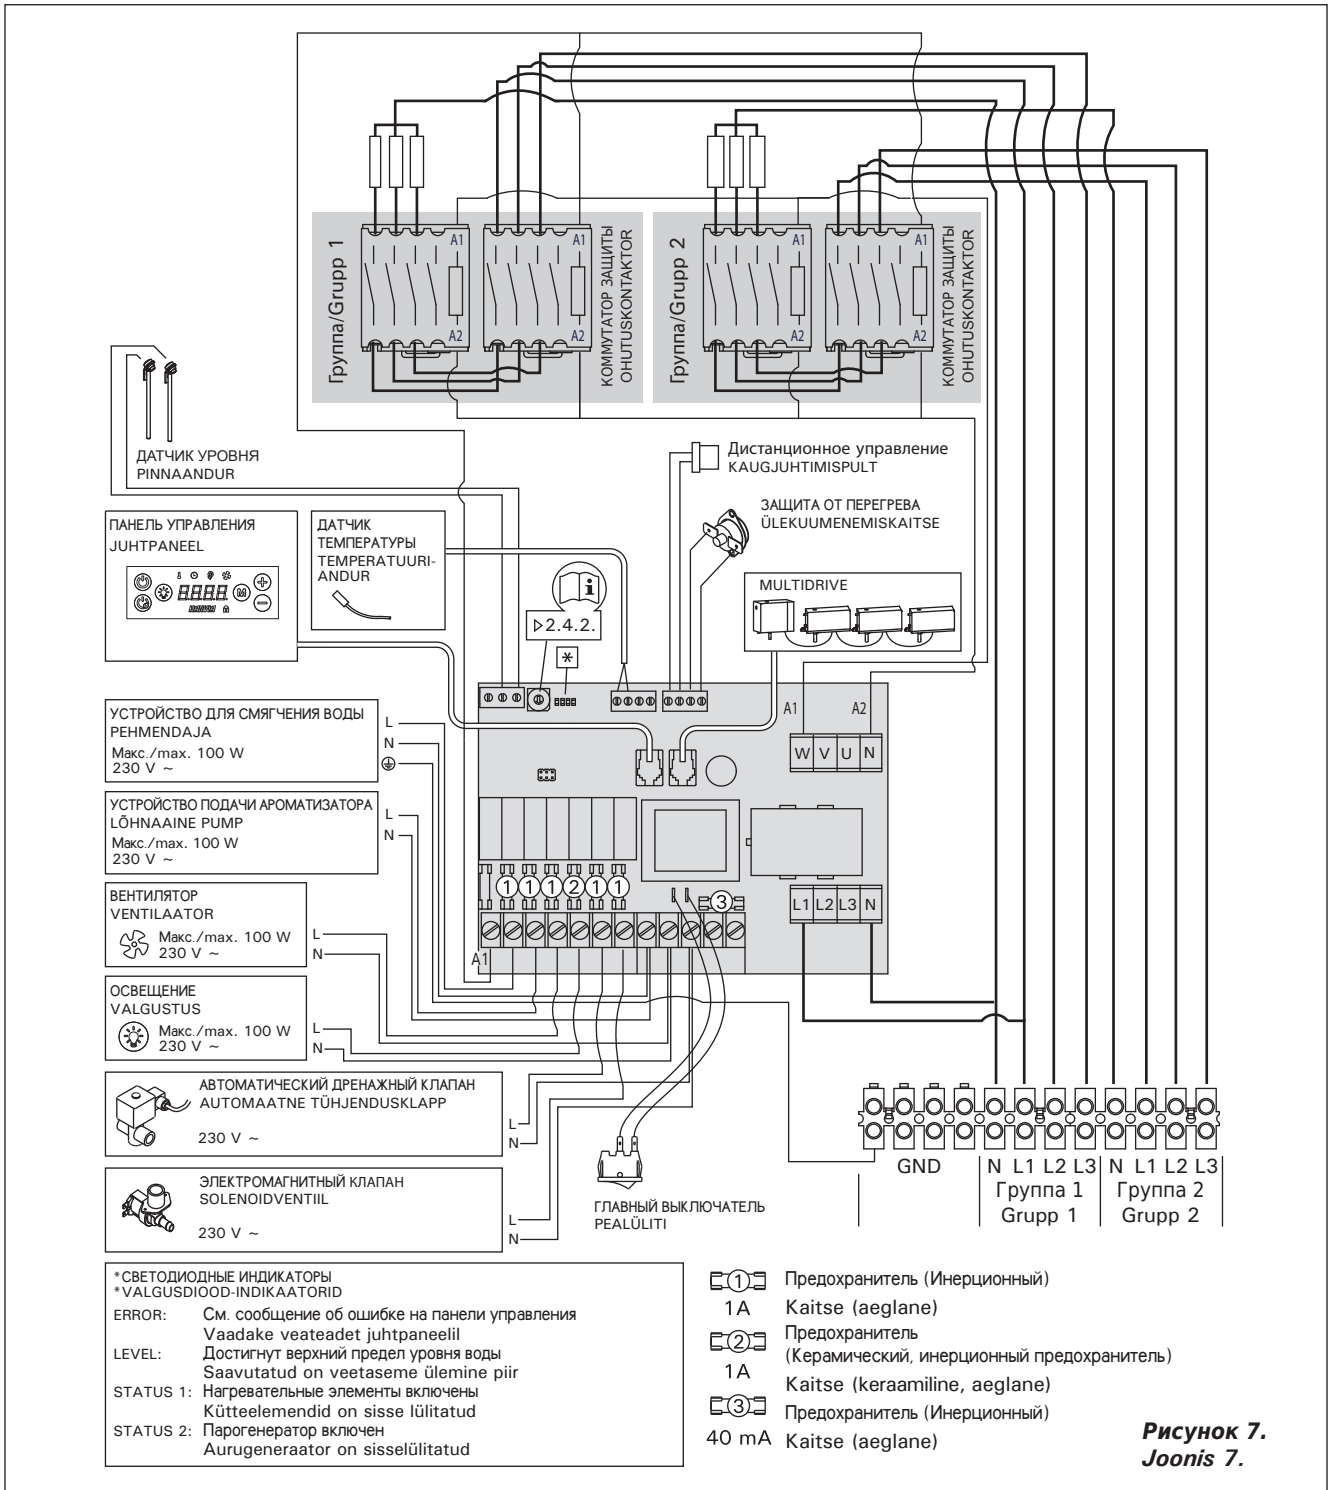 Группа/Grupp 1
A1
A2
A1
A2
КОММУТАТОР ЗАЩИТЫ
OHUTUSKONTAKTOR
Группа/Grupp 2
A1
A2
A1
A2
КОММУТАТОР ЗАЩИТЫ
OHUTUSKONTAKTOR
ДАТЧИК УРОВНЯ
PINNAANDUR
Дистанционное управление
KAUGJUHTIMISPULT
ЗАЩИТА ОТ ПЕРЕГРЕВА
ÜLEKUUMENEMISKAITSE
ПАНЕЛЬ УПРАВЛЕНИЯ
JUHTPANEEL
M
HARVIA
ДАТЧИК
ТЕМПЕРАТУРЫ
TEMPERATUURI-
ANDUR
i
2.4.2.
*
MULTIDRIVE
A1
A2
W V U N
УСТРОЙСТВО ДЛЯ СМЯГЧЕНИЯ ВОДЫ
PEHMENDAJA
Макс./max. 100 W
230 V ~
L
N
УСТРОЙСТВО ПОДАЧИ АРОМАТИЗАТОРА
LÕHNAAINE PUMP
Макс./max. 100 W
230 V ~
L
N
1 1 1 2 1 1
3
L1 L2 L3 N
A1
ВЕНТИЛЯТОР
VENTILAATOR
Макс./max. 100 W
230 V ~
L
N
ОСВЕЩЕНИЕ
VALGUSTUS
Макс./max. 100 W
230 V ~
L
N
АВТОМАТИЧЕСКИЙ ДРЕНАЖНЫЙ КЛАПАН
AUTOMAATNE TÜHJENDUSKLAPP
230 V ~
L
N
ЭЛЕКТРОМАГНИТНЫЙ КЛАПАН
SOLENOIDVENTIIL
230 V ~
L
N
ГЛАВНЫЙ ВЫКЛЮЧАТЕЛЬ
PEALÜLITI
GND
N L1 L2 L3
Группа 1
Grupp 1
N L1 L2 L3
Группа 2
Grupp 2
*СВЕТОДИОДНЫЕ ИНДИКАТОРЫ
*VALGUSDIOOD-INDIKAATORID
ERROR: См. сообщение об ошибке на панели управления
Vaadake veateadet juhtpaneelil
LEVEL: Достигнут верхний предел уровня воды
Saavutatud on veetaseme ülemine piir
STATUS 1: Нагревательные элементы включены
Kütteelemendid on sisse lülitatud
STATUS 2: Парогенератор включен
Aurugeneraator on sisselülitatud
1 Предохранитель (Инерционный)
1A Kaitse (aeglane)
2 Предохранитель
(Керамический, инерционный предохранитель)
1A Kaitse (keraamiline, aeglane)
3 Предохранитель (Инерционный)
40 mA Kaitse (aeglane)
Рисунок 7.
Joonis 7.